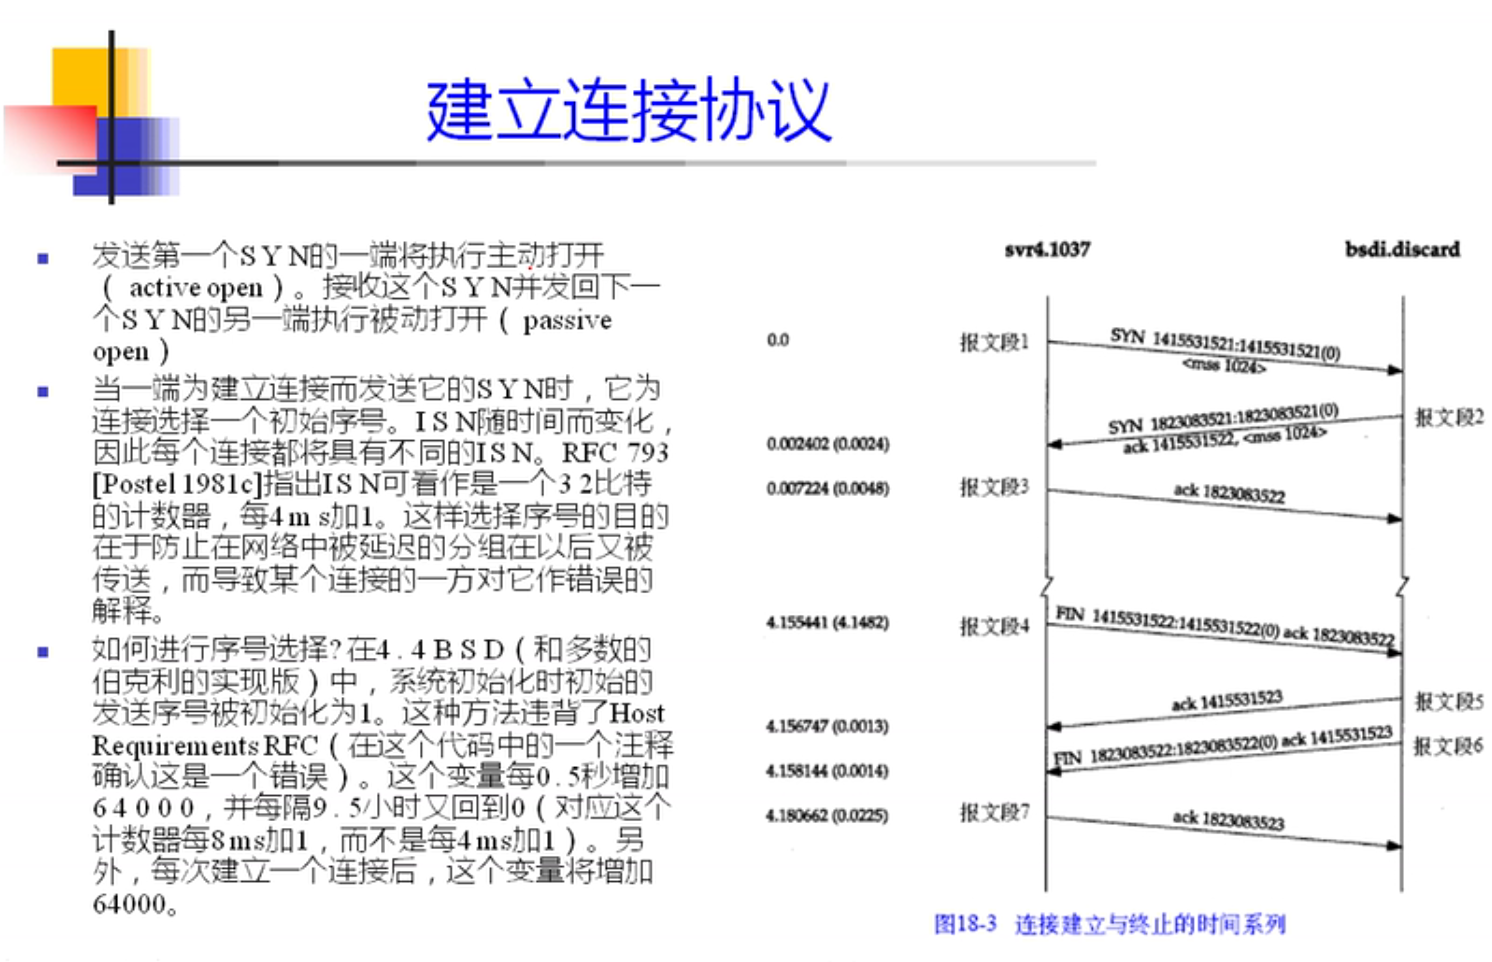 建立连接协议
发送第一个SYN的一端将执行主动打开
（ active open ）。接收这个SYN并发回下一
个SYN的另一端执行被动打开（ passive
open ）
当一端为建立连接而发送它的SYN时，它为
连接选择一个初始序号。ISN随时间而变化，
因此每个连接都将具有不同的ISN。RFC 793
[Postel 1981c]指出ISN可看作是一个32比特
的计数器，每4ms加1。这样选择序号的目的
在于防止在网络中被延迟的分组在以后又被
传送，而导致某个连接的一方对它作错误的
解释。
如何进行序号选择?在4.4BSD（和多数的
伯克利的实现版）中，系统初始化时初始的
发送序号被初始化为1。这种方法违背了Host
Requirements RFC（在这个代码中的一个注释
确认这是一个错误）。这个变量每0.5秒增加
64000，并每隔9.5小时又回到0（对应这个
计数器每8ms加1，而不是每4ms加1）。另
外，每次建立一个连接后，这个变量将增加
64000。
svr4.1037
bsdi.discard
0.0
报文段1
SYN 1415531521:1415531521(0)
<mss 1024>
SYN 1823083521:1823083521(0)
报文段2
0.002402 (0.0024)
ack 1415531522, <mss 1024>
0.007224 (0.0048)
报文段3
ack 1823083522
4.155441 (4.1482)
报文段4
FIN 1415531522:1415531522(0) ack 1823083522
ack 1415531523
报文段5
4.156747 (0.0013)
FIN 1823083522:1823083522(0) ack 1415531523
报文段6
4.158144 (0.0014)
4.180662 (0.0225)
报文段7
ack 1823083523
图18-3 连接建立与终止的时间系列